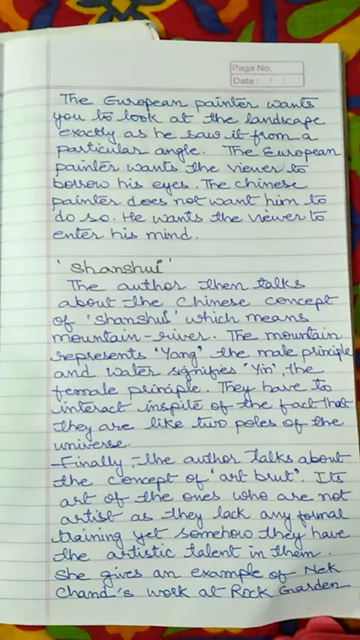 Page No.
Date: / /
The European painter wants
you to look at the landscape
exactly as he saw it from a
particular angle. The European
painter wants the viewer to
borrow his eyes. The Chinese
painter does not want him to
do so. He wants the viewer to
enter his mind.
'Shanshui'
The author then talks
about the Chinese concept
of 'Shanshui' which means
mountain-river. The mountain
represents 'Yang', the male principle
and water signifies 'Yin', the
female principle. They have to
interact inspite of the fact that
they are like two poles of the
universe.
Finally, the author talks about
the concept of 'art brut'. Its
art of the ones who are not
artist as they lack any formal
training yet somehow they have
the artistic talent in them.
She gives an example of Nek
Chand's work at Rock Garden